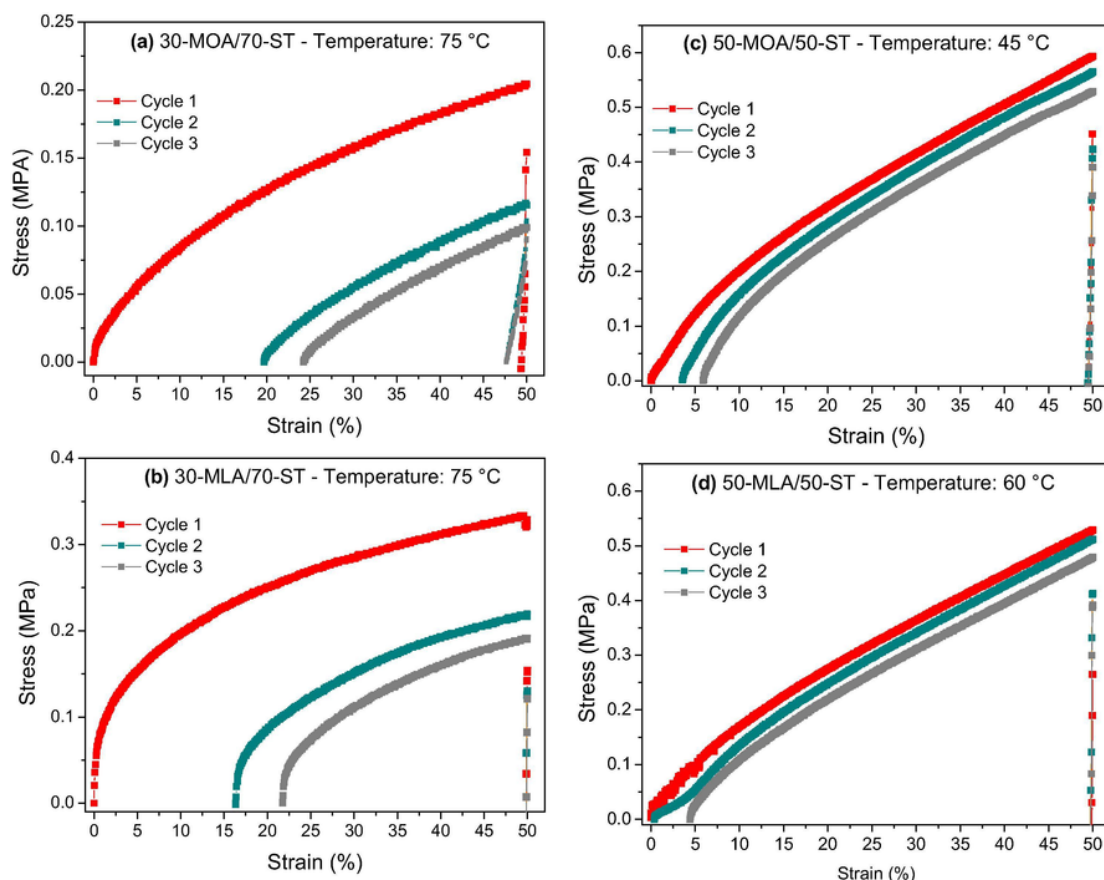 (a) 30-MOA/70-ST - Temperature: 75 °C
Cycle 1
Cycle 2
Cycle 3
0.25
0.20
0.15
0.10
0.05
0.00
Stress (MPA)
0 5 10 15 20 25 30 35 40 45 50
Strain (%)
(c) 50-MOA/50-ST - Temperature: 45 °C
Cycle 1
Cycle 2
Cycle 3
0.6
0.5
0.4
0.3
0.2
0.1
0.0
Stress (MPa)
0 5 10 15 20 25 30 35 40 45 50
Strain (%)
(b) 30-MLA/70-ST - Temperature: 75 °C
Cycle 1
Cycle 2
Cycle 3
0.4
0.3
0.2
0.1
0.0
Stress (MPa)
0 5 10 15 20 25 30 35 40 45 50
Strain (%)
(d) 50-MLA/50-ST - Temperature: 60 °C
Cycle 1
Cycle 2
Cycle 3
0.6
0.5
0.4
0.3
0.2
0.1
0.0
Stress (MPa)
0 5 10 15 20 25 30 35 40 45 50
Strain (%)